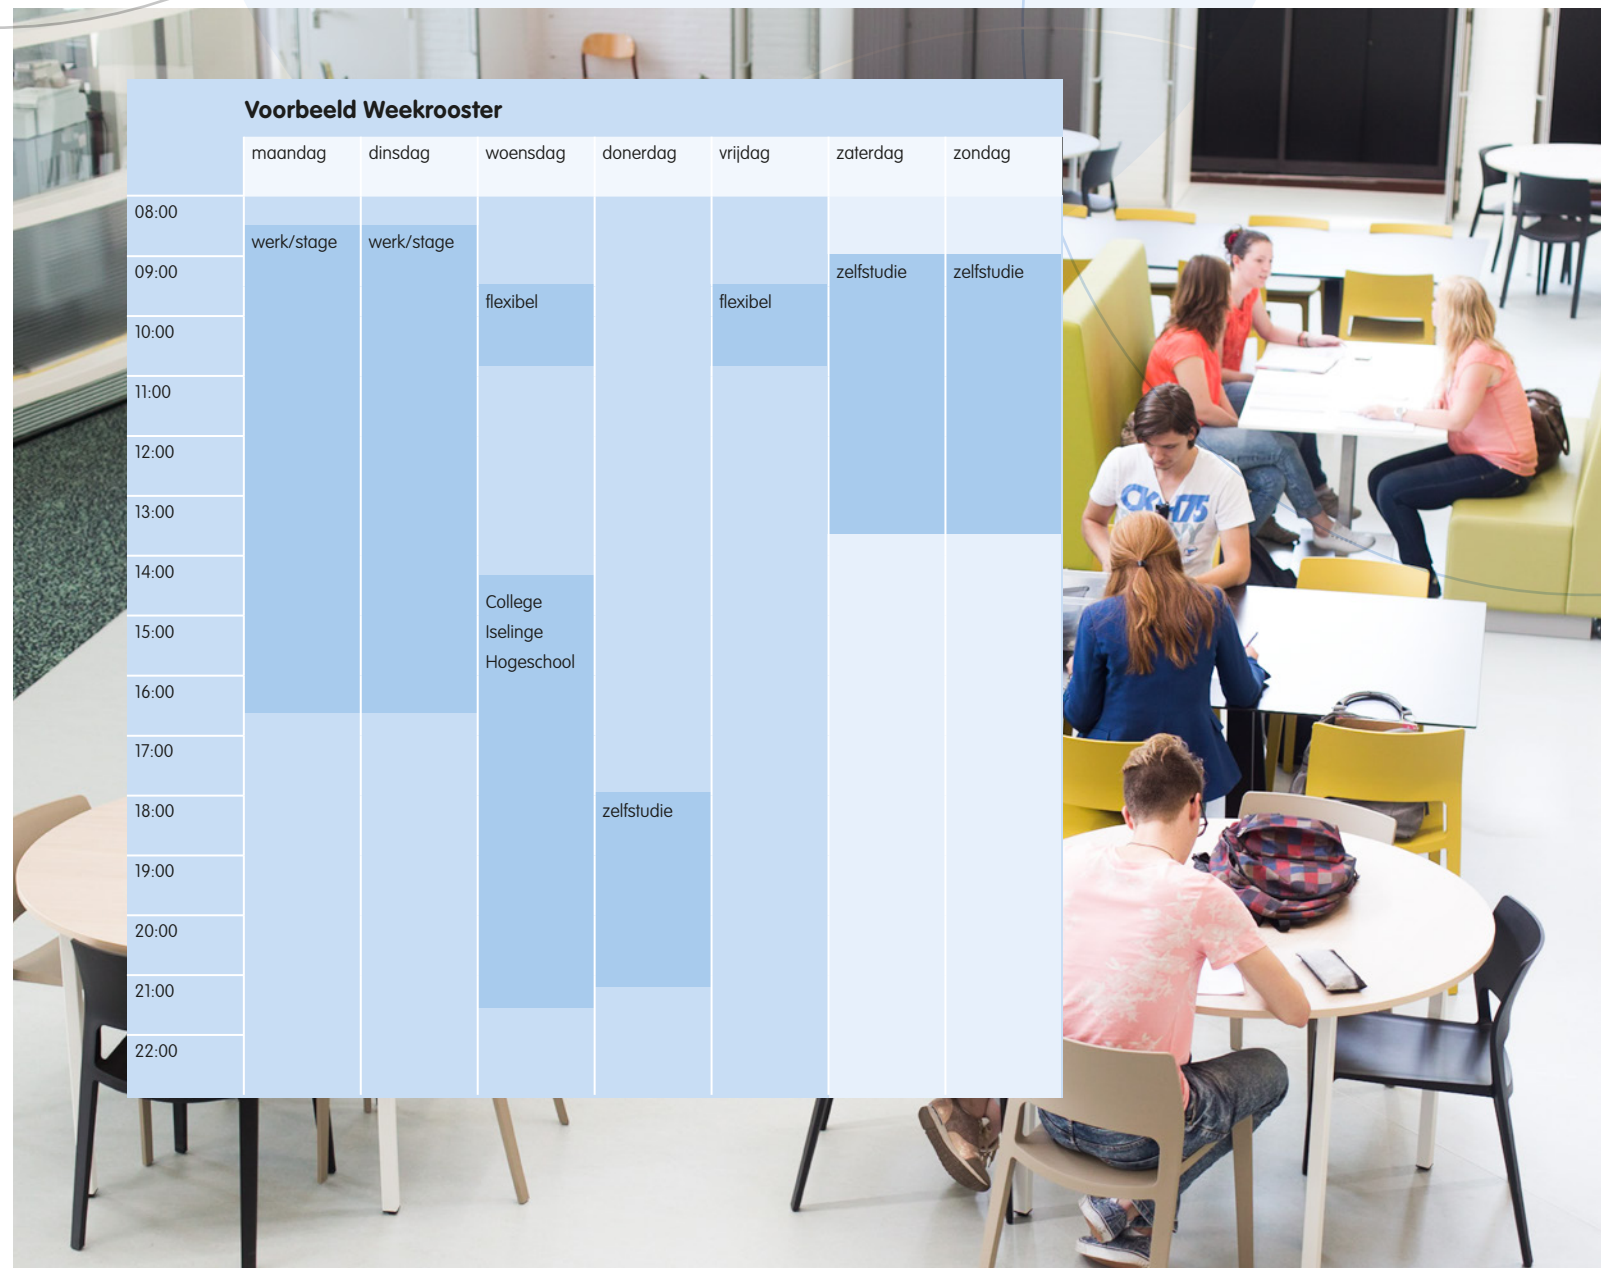 Voorbeeld Weekrooster
maandag dinsdag woensdag donerdag vrijdag zaterdag zondag
08:00
werk/stage werk/stage
09:00 zelfstudie zelfstudie
flexibel flexibel
10:00
11:00
12:00
13:00
14:00
College
15:00 Iselinge
Hogeschool
16:00
17:00
18:00 zelfstudie
19:00
20:00
21:00
22:00